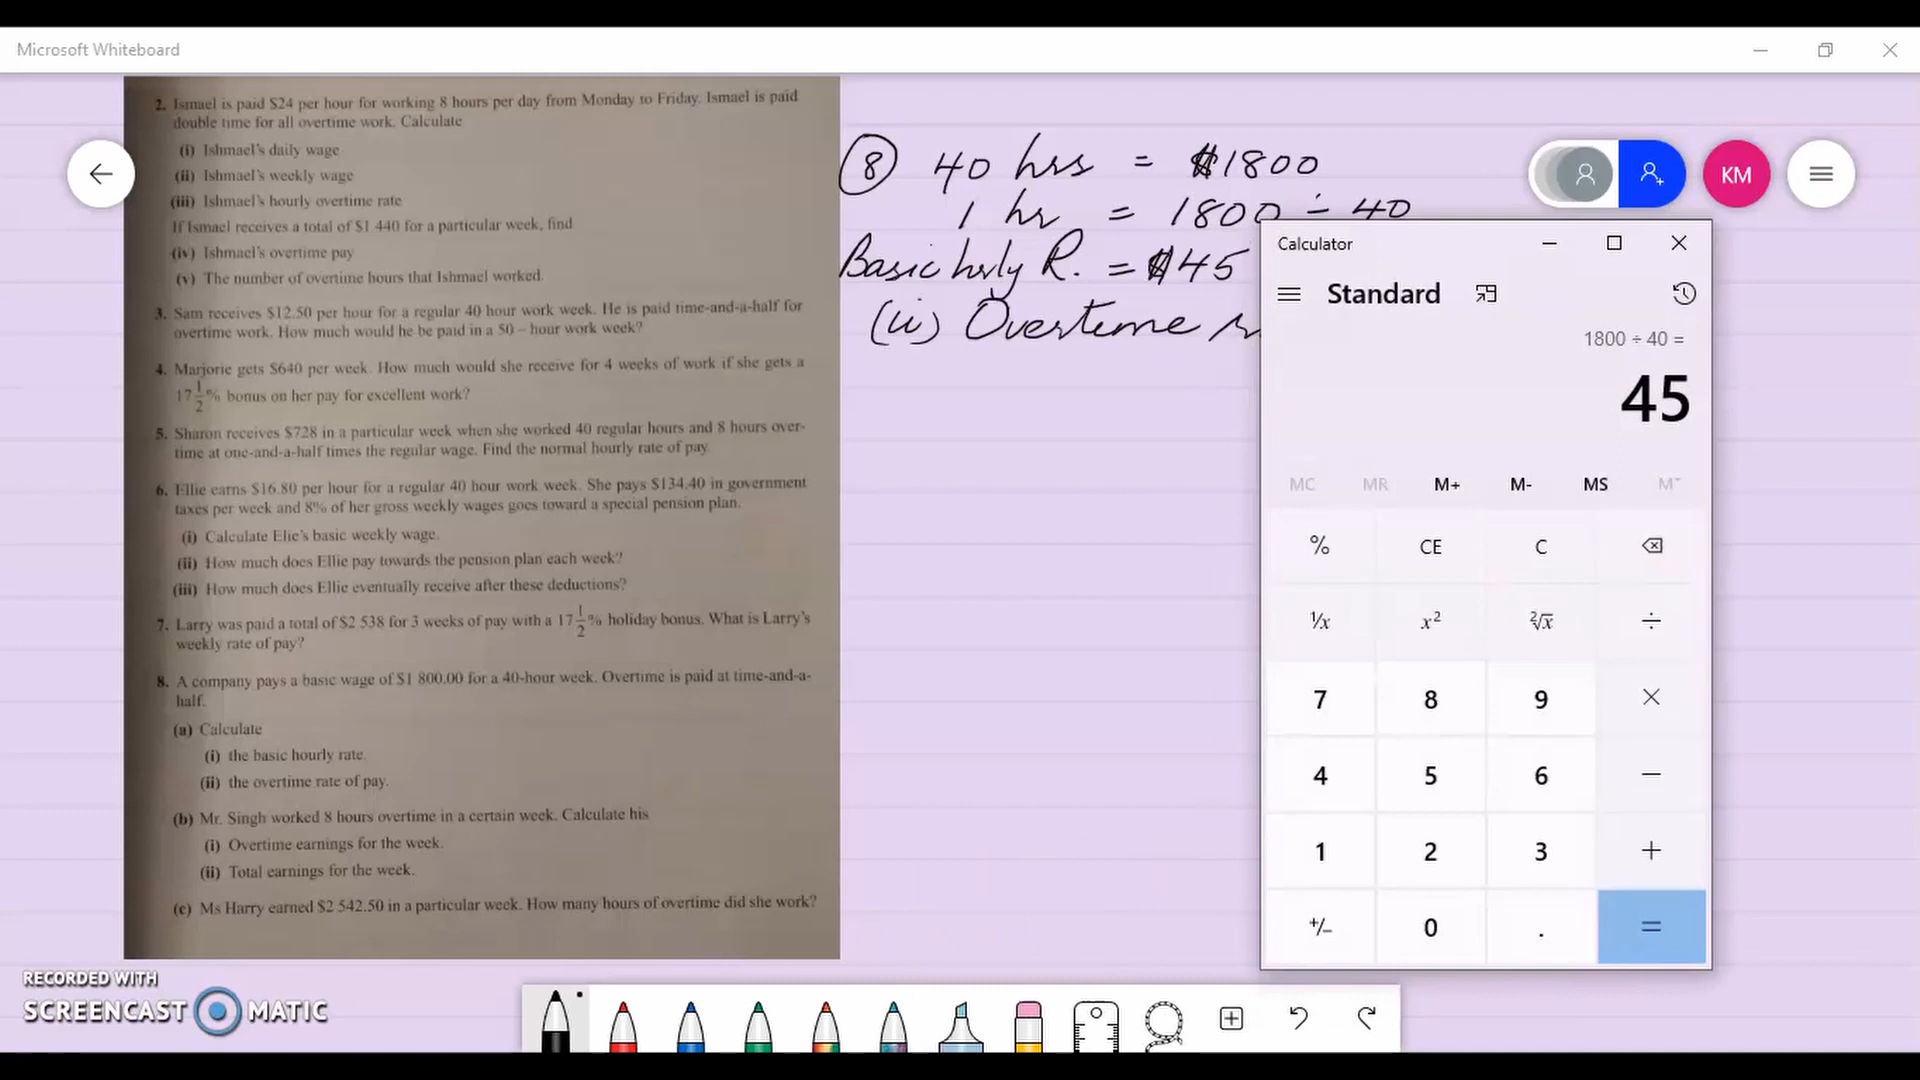 Microsoft Whiteboard
2. Ismael is paid $24 per hour for working 8 hours per day from Monday to Friday. Ismael is paid
double time for all overtime work. Calculate
(i) Ishmael's daily wage
(ii) Ishmael's weekly wage
(iii) Ishmael's hourly overtime rate
If Ismael receives a total of $1 440 for a particular week, find
(iv) Ishmael's overtime pay
(v) The number of overtime hours that Ishmael worked.
3. Sam receives $12.50 per hour for a regular 40 hour work week. He is paid time-and-a-half for
overtime work. How much would he be paid in a 50 – hour work week?
4. Marjorie gets $640 per week. How much would she receive for 4 weeks of work if she gets a
17 1/2 % bonus on her pay for excellent work?
5. Sharon receives $728 in a particular week when she worked 40 regular hours and 8 hours over-
time at one-and-a-half times the regular wage. Find the normal hourly rate of pay.
6. Ellie earns $16.80 per hour for a regular 40 hour work week. She pays $134.40 in government
taxes per week and 8% of her gross weekly wages goes toward a special pension plan.
(i) Calculate Elie's basic weekly wage.
(ii) How much does Ellie pay towards the pension plan each week?
(iii) How much does Ellie eventually receive after these deductions?
7. Larry was paid a total of $2 538 for 3 weeks of pay with a 17 1/2 % holiday bonus. What is Larry's
weekly rate of pay?
8. A company pays a basic wage of $1 800.00 for a 40-hour week. Overtime is paid at time-and-a-
half.
(a) Calculate
(i) the basic hourly rate.
(ii) the overtime rate of pay.
(b) Mr. Singh worked 8 hours overtime in a certain week. Calculate his
(i) Overtime earnings for the week.
(ii) Total earnings for the week.
(c) Ms Harry earned $2 542.50 in a particular week. How many hours of overtime did she work?
8 40 hrs = $1800
1 hr = 1800 ÷ 40
Basic hrly R. = $45
(ii) Overtime
KM
Calculator
Standard
1800 ÷ 40 =
45
MC MR M+ M- MS M˅
% CE C
1/x x² ²√x ÷
7 8 9 ×
4 5 6 −
1 2 3 +
+/− 0 . =
RECORDED WITH
SCREENCAST MATIC